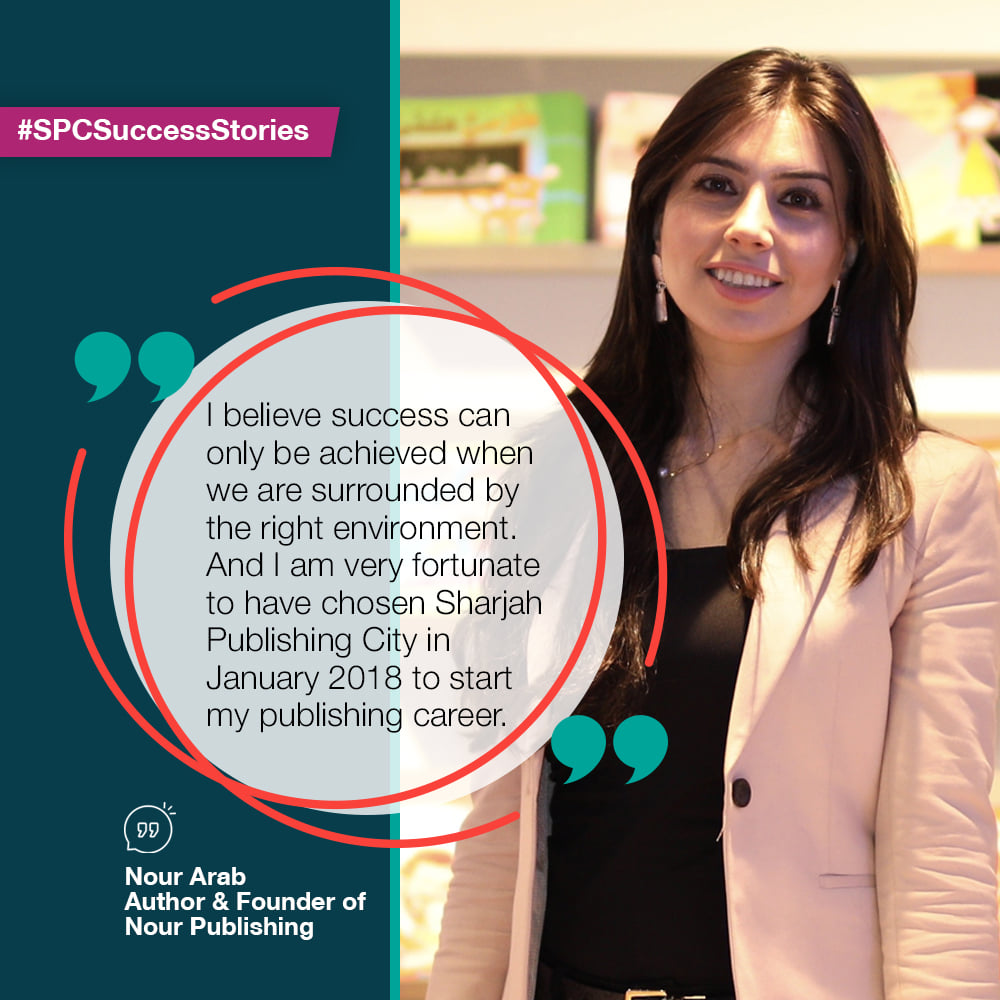 #SPCSuccessStories
I believe success can
only be achieved when
we are surrounded by
the right environment.
And I am very fortunate
to have chosen Sharjah
Publishing City in
January 2018 to start
my publishing career.
Nour Arab
Author & Founder of
Nour Publishing